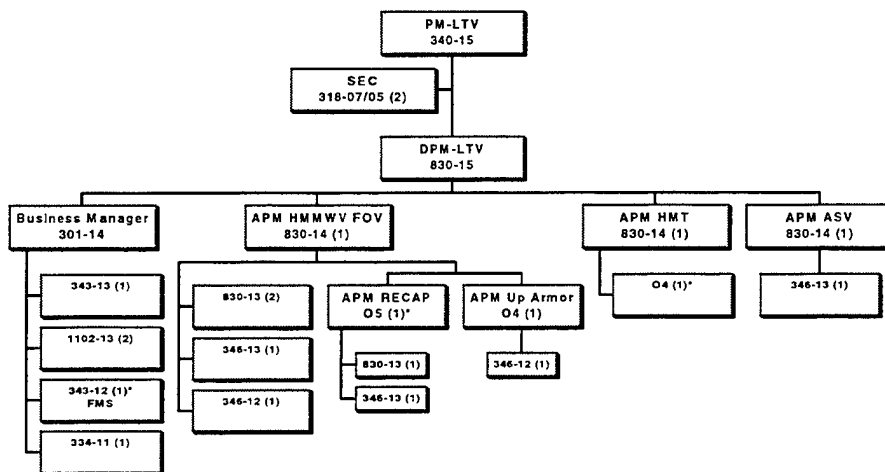 PM-LTV
340-15
SEC
318-07/05 (2)
DPM-LTV
830-15
Business Manager
301-14
APM HMMWV FOV
830-14 (1)
APM HMT
830-14 (1)
APM ASV
830-14 (1)
343-13 (1)
1102-13 (2)
343-12 (1)*
FMS
334-11 (1)
830-13 (2)
346-13 (1)
346-12 (1)
APM RECAP
O5 (1)*
830-13 (1)
346-13 (1)
APM Up Armor
O4 (1)
346-12 (1)
O4 (1)*
346-13 (1)